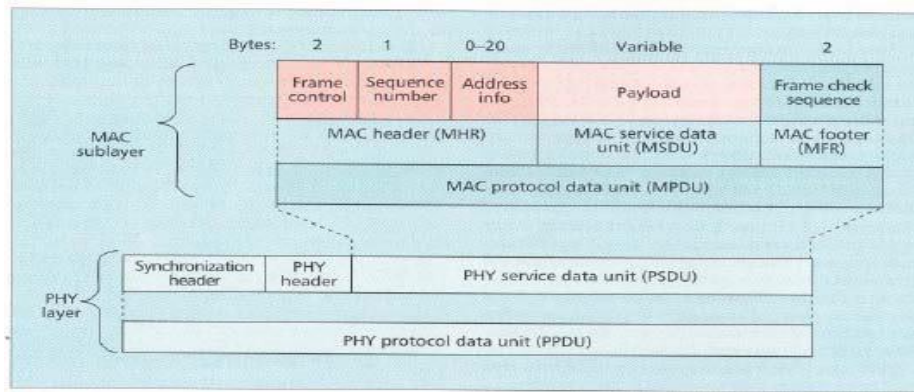 Bytes: 2 1 0–20 Variable 2
Frame control Sequence number Address info Payload Frame check sequence
MAC header (MHR) MAC service data unit (MSDU) MAC footer (MFR)
MAC sublayer
MAC protocol data unit (MPDU)
Synchronization header PHY header PHY service data unit (PSDU)
PHY layer
PHY protocol data unit (PPDU)